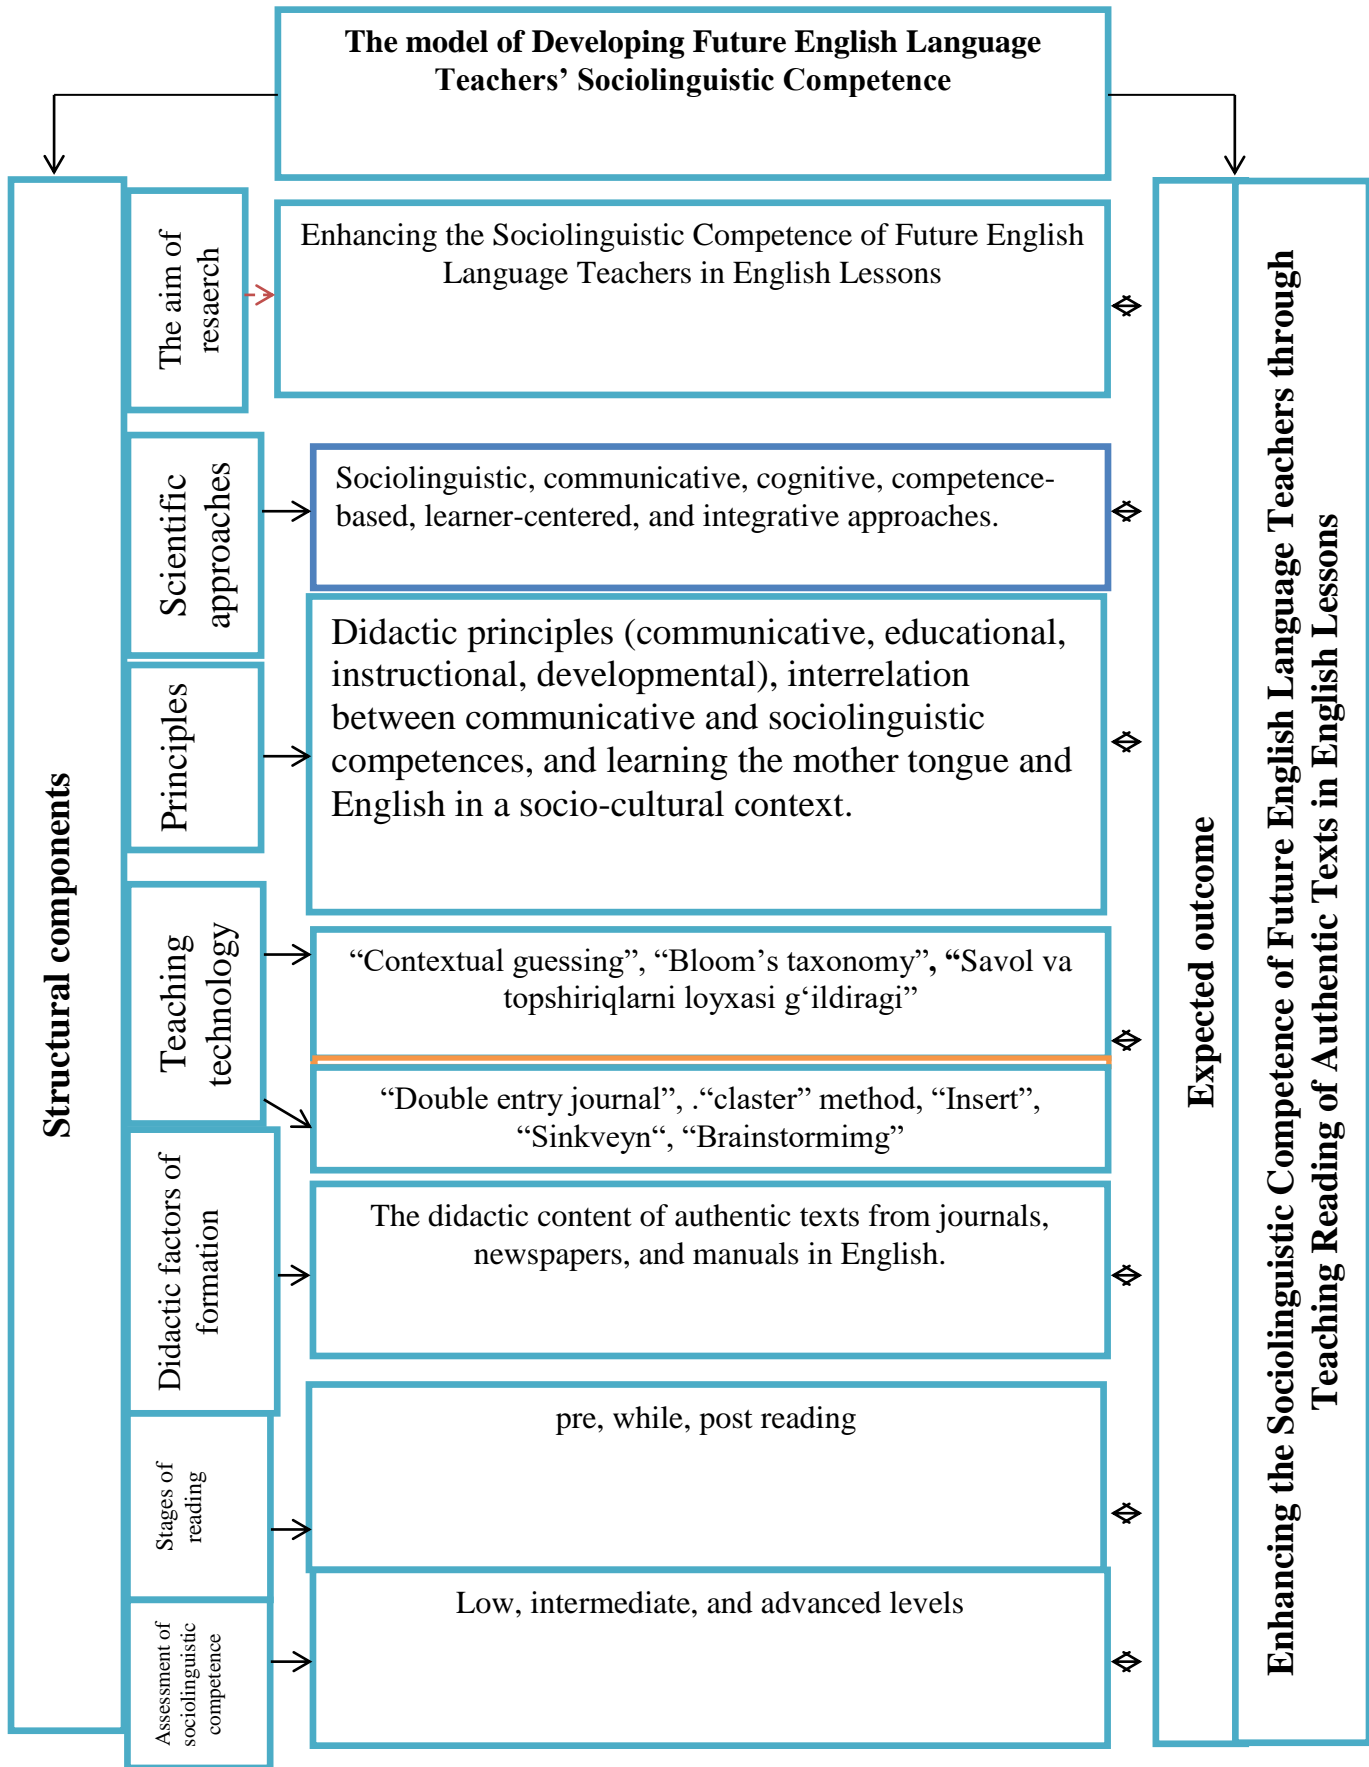 The model of Developing Future English Language
Teachers’ Sociolinguistic Competence
Structural components
The aim of
resaerch
Enhancing the Sociolinguistic Competence of Future English
Language Teachers in English Lessons
Scientific
approaches
Sociolinguistic, communicative, cognitive, competence-
based, learner-centered, and integrative approaches.
Principles
Didactic principles (communicative, educational,
instructional, developmental), interrelation
between communicative and sociolinguistic
competences, and learning the mother tongue and
English in a socio-cultural context.
Teaching
technology
“Contextual guessing”, “Bloom’s taxonomy”, “Savol va
topshiriqlarni loyxasi g‘ildiragi”
“Double entry journal”, .“claster” method, “Insert”,
“Sinkveyn“, “Brainstormimg”
Didactic factors of
formation
The didactic content of authentic texts from journals,
newspapers, and manuals in English.
Stages of
reading
pre, while, post reading
Assessment of
sociolinguistic
competence
Low, intermediate, and advanced levels
Expected outcome
Enhancing the Sociolinguistic Competence of Future English Language Teachers through
Teaching Reading of Authentic Texts in English Lessons